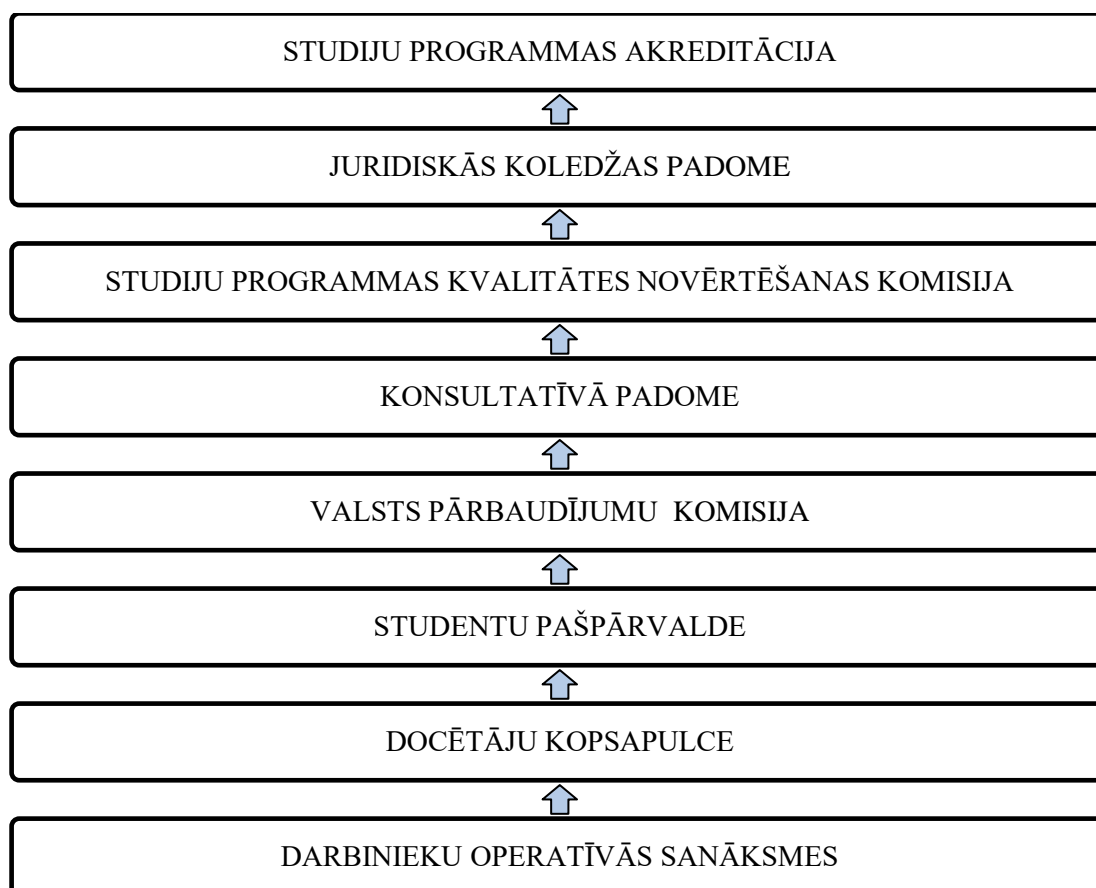 STUDIJU PROGRAMMAS AKREDITĀCIJA
JURIDISKĀS KOLEDŽAS PADOME
STUDIJU PROGRAMMAS KVALITĀTES NOVĒRTĒŠANAS KOMISIJA
KONSULTATĪVĀ PADOME
VALSTS PĀRBAUDĪJUMU KOMISIJA
STUDENTU PAŠPĀRVALDE
DOCĒTĀJU KOPSAPULCE
DARBINIEKU OPERATĪVĀS SANĀKSMES